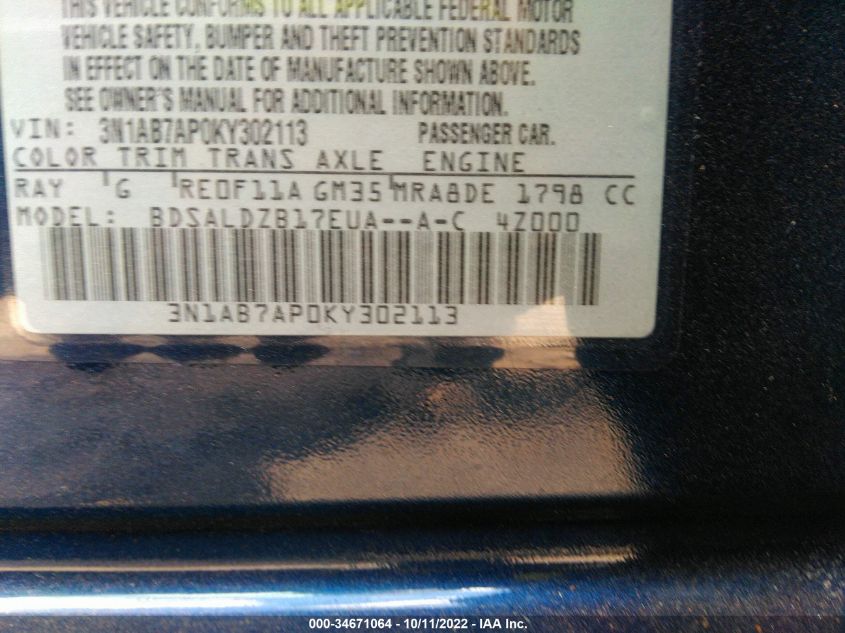 THIS VEHICLE CONFORMS TO ALL APPLICABLE FEDERAL MOTOR
VEHICLE SAFETY, BUMPER AND THEFT PREVENTION STANDARDS
IN EFFECT ON THE DATE OF MANUFACTURE SHOWN ABOVE.
SEE OWNER'S MANUAL FOR ADDITIONAL INFORMATION.
VIN: 3N1AB7AP0KY302113 PASSENGER CAR.
COLOR TRIM TRANS AXLE ENGINE
RAY G RE0F11A GM35 MRA8DE 1798 CC
MODEL: BDSALDZB17EUA--A-C 4Z000
3N1AB7AP0KY302113
000-34671064 - 10/11/2022 - IAA Inc.